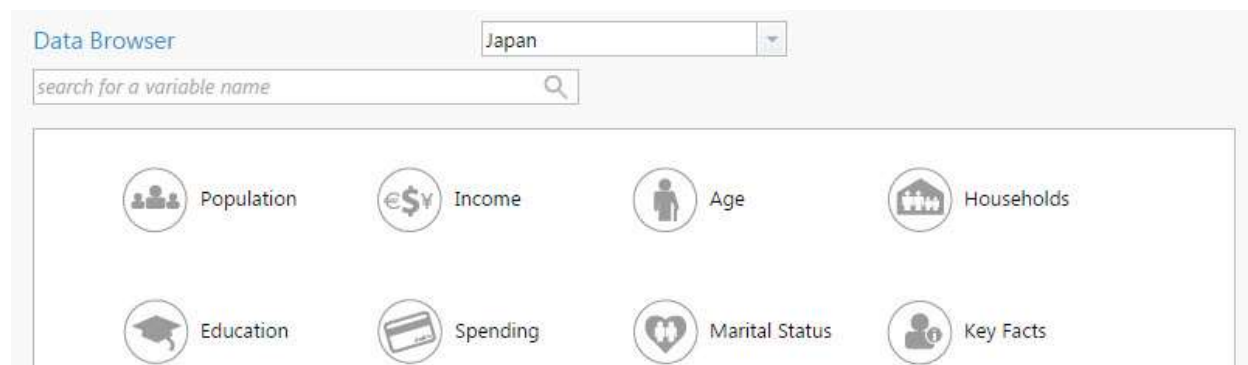 Data Browser
Japan
search for a variable name
Population
Income
Age
Households
Education
Spending
Marital Status
Key Facts